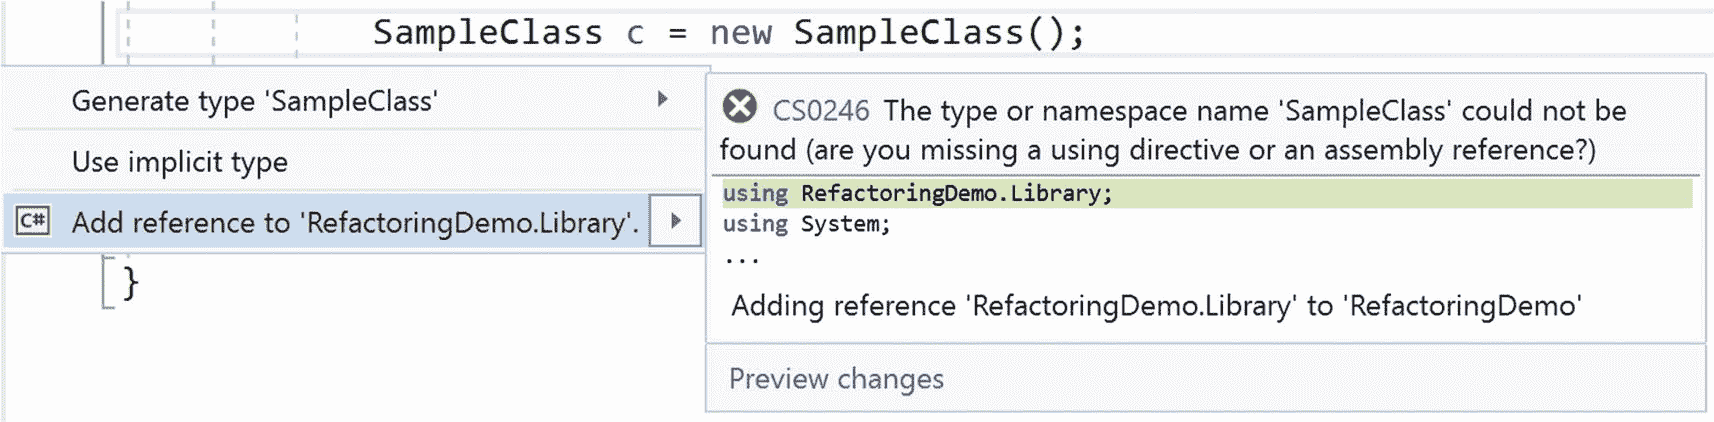 SampleClass c = new SampleClass();
Generate type 'SampleClass'
Use implicit type
C# Add reference to 'RefactoringDemo.Library'.
}
CS0246 The type or namespace name 'SampleClass' could not be
found (are you missing a using directive or an assembly reference?)
using RefactoringDemo.Library;
using System;
...
Adding reference 'RefactoringDemo.Library' to 'RefactoringDemo'
Preview changes